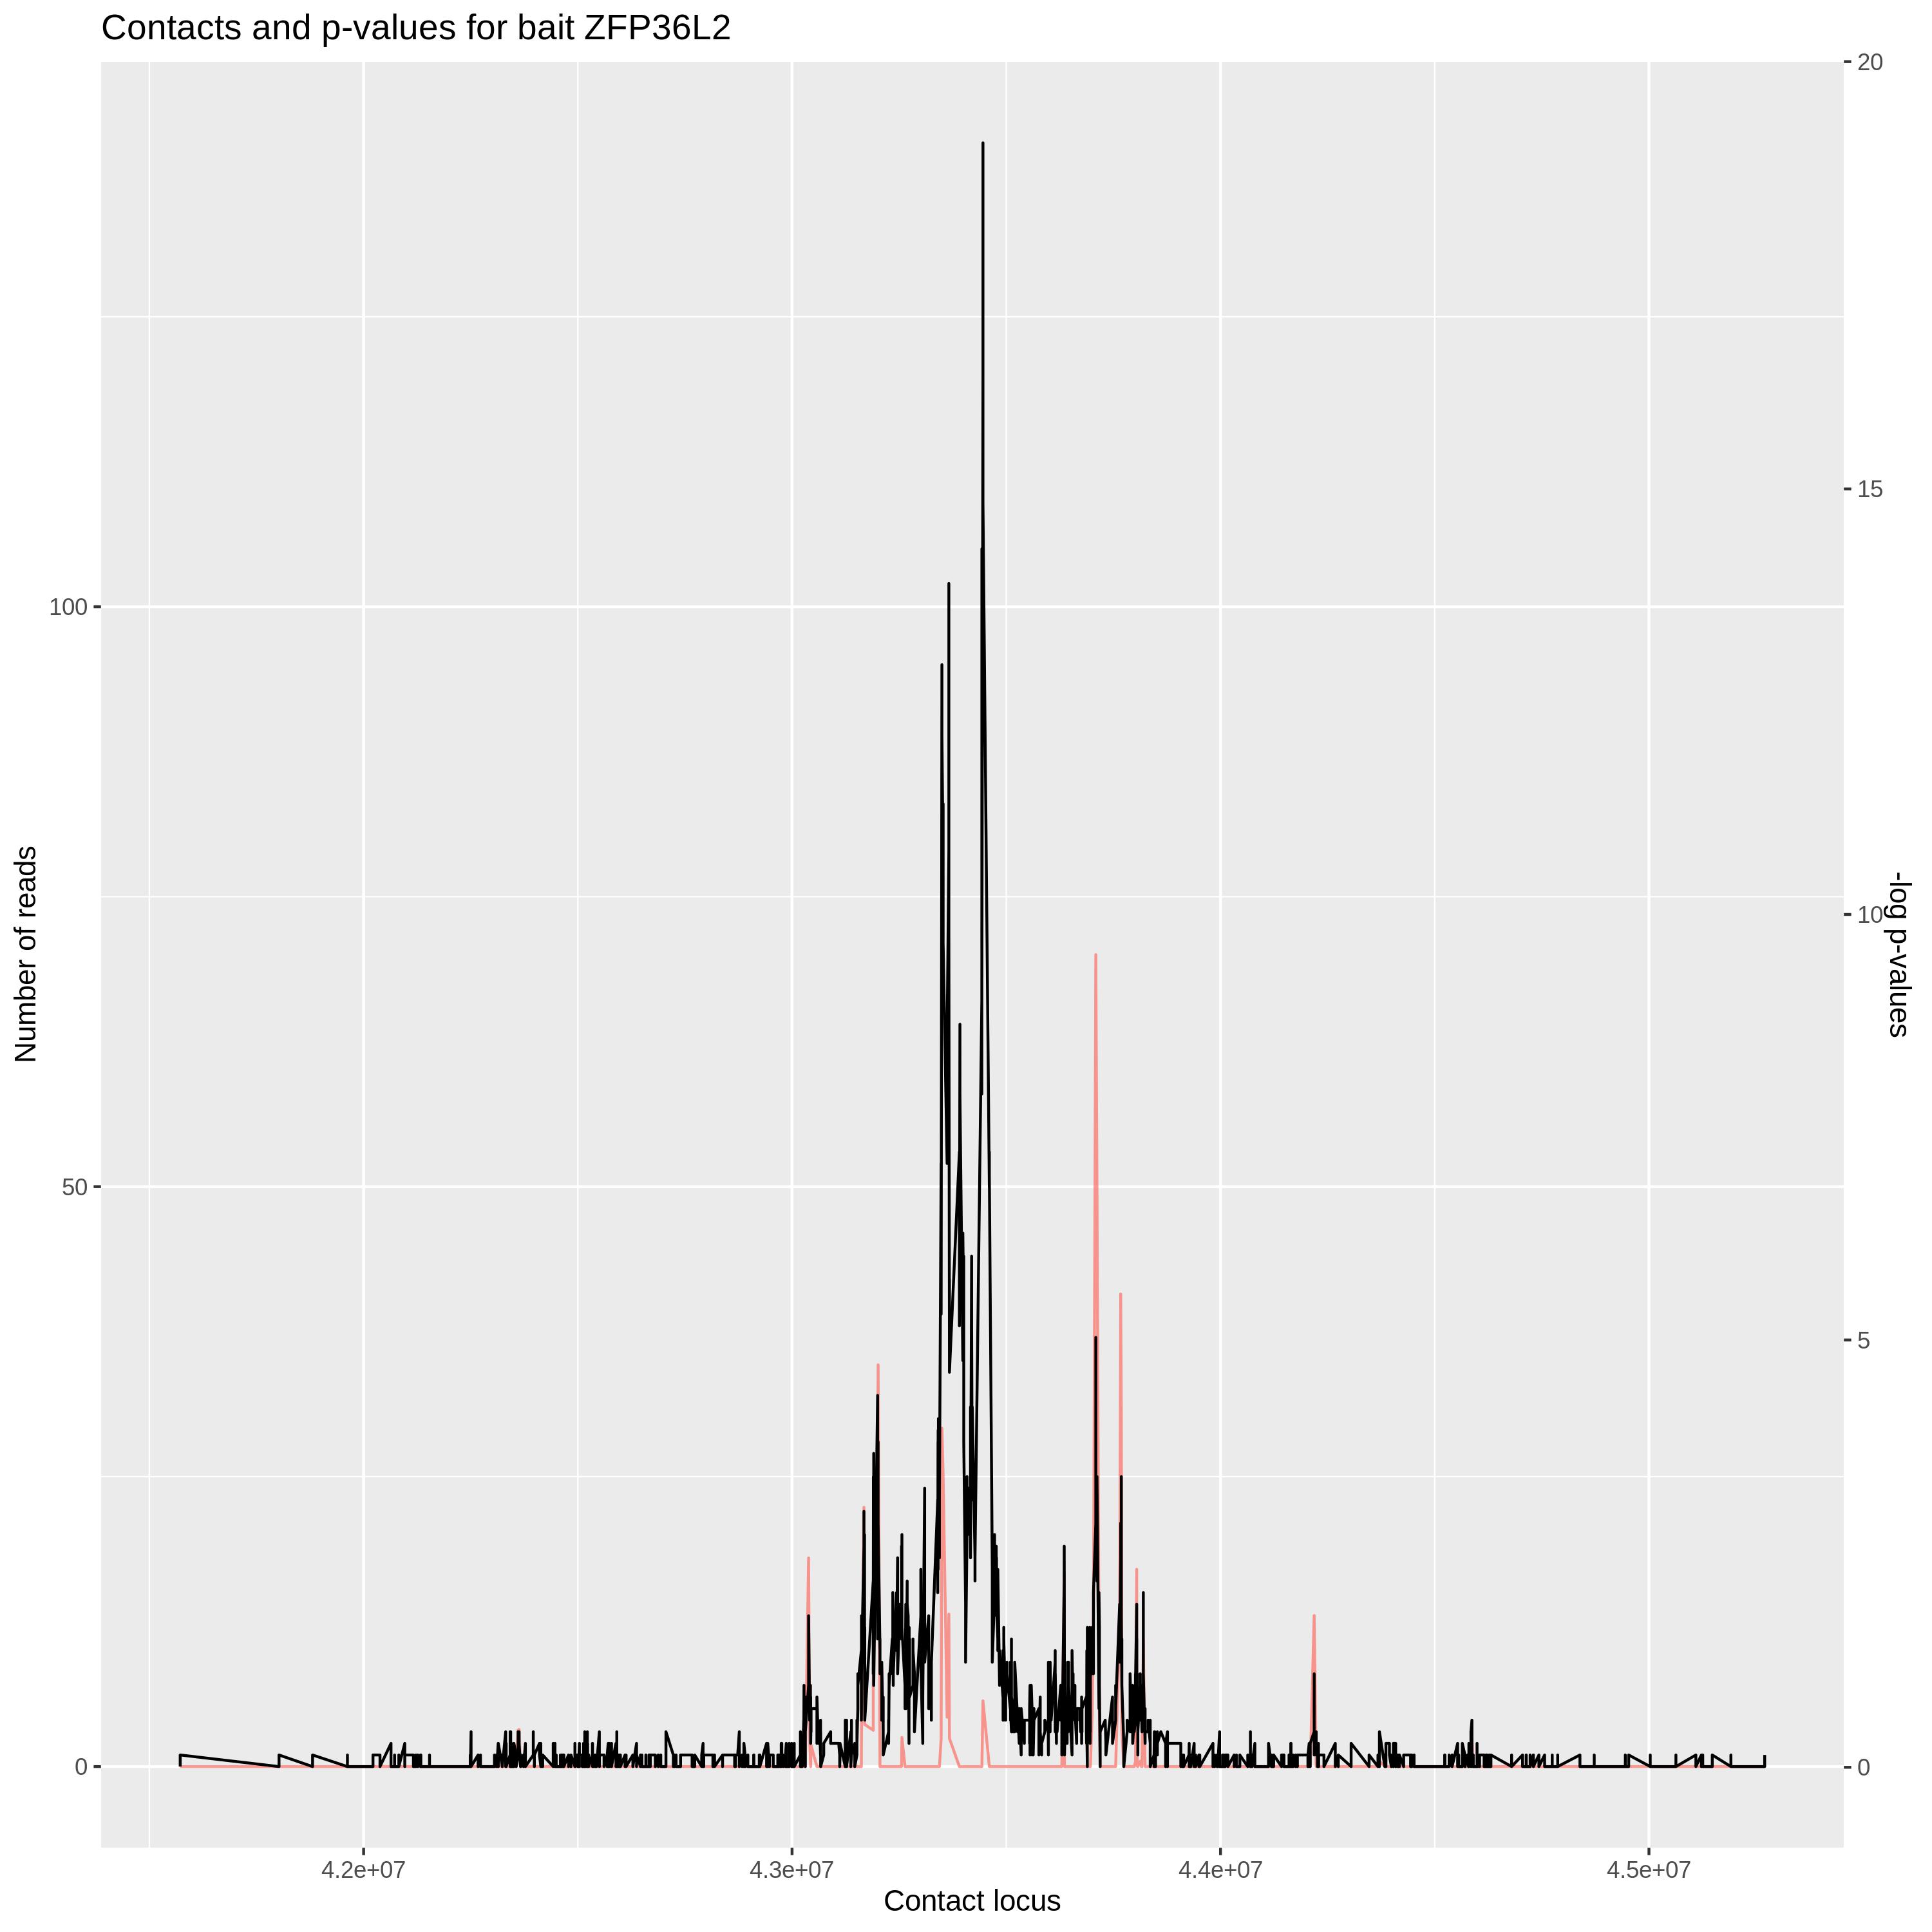 Contacts and p-values for bait ZFP36L2
Number of reads
100
50
0
20
15
10
5
0
-log p-values
4.2e+07 4.3e+07 4.4e+07 4.5e+07
Contact locus